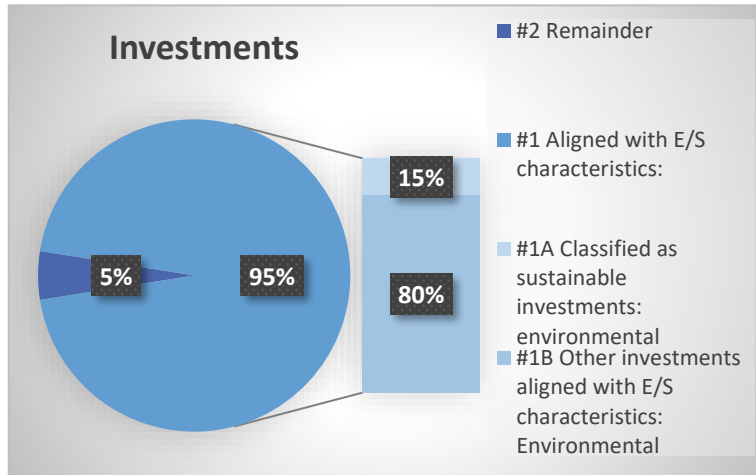 Investments
5%
95%
15%
80%
#2 Remainder
#1 Aligned with E/S
characteristics:
#1A Classified as
sustainable
investments:
environmental
#1B Other investments
aligned with E/S
characteristics:
Environmental